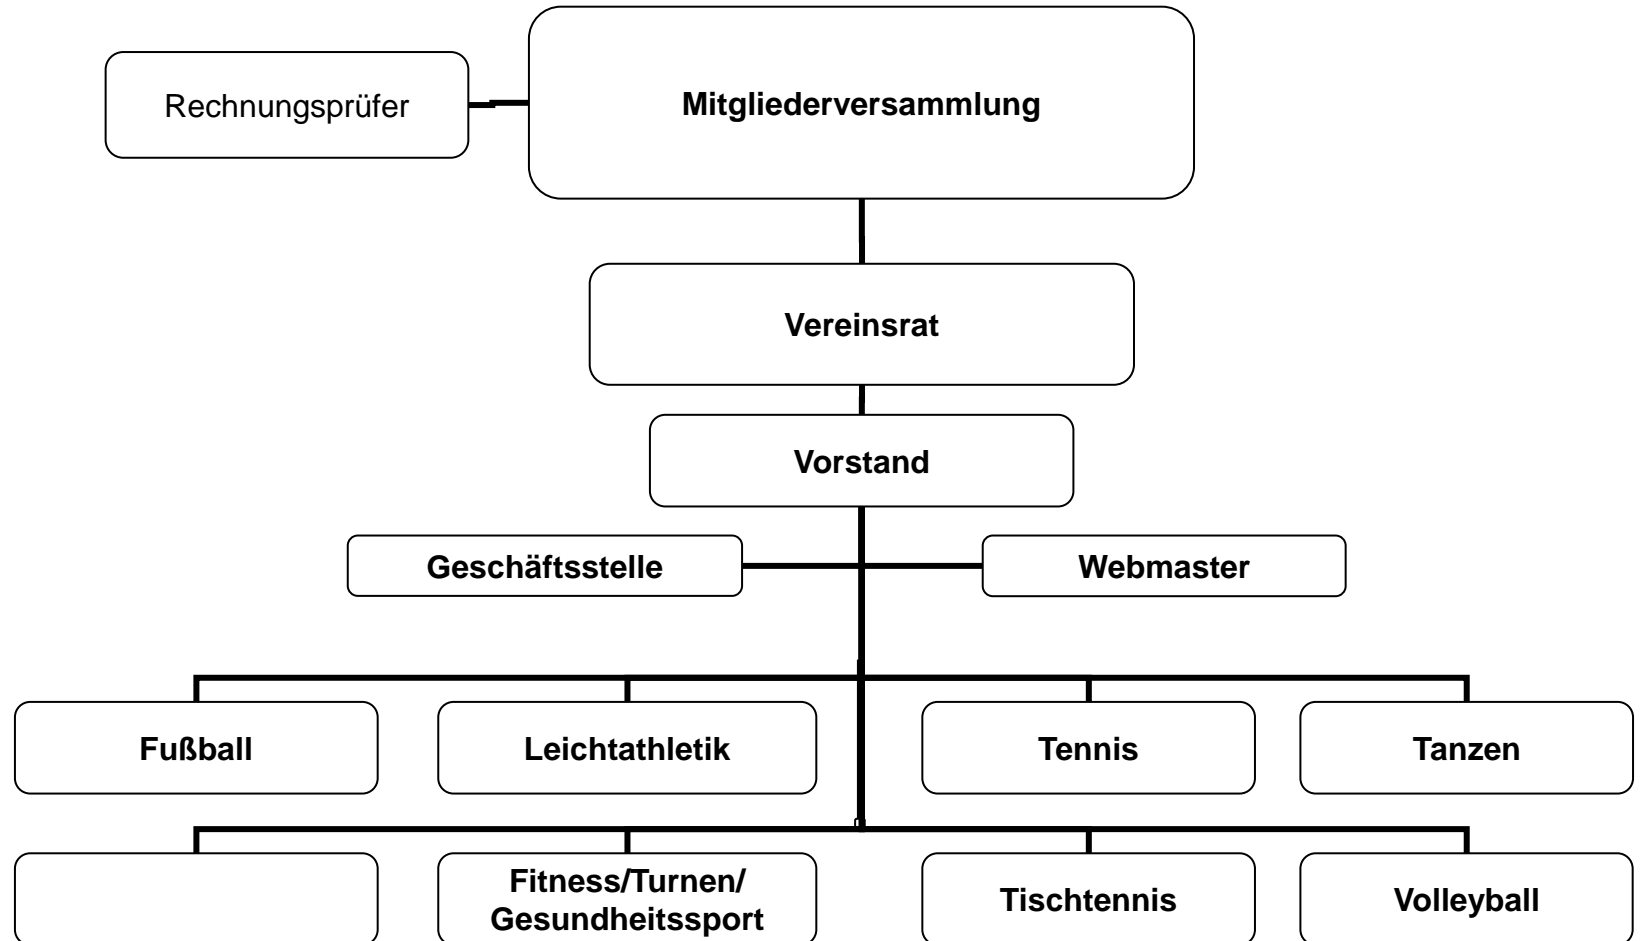 Rechnungsprüfer
Mitgliederversammlung
Vereinsrat
Vorstand
Geschäftsstelle
Webmaster
Fußball
Leichtathletik
Tennis
Tanzen
Fitness/Turnen/
Gesundheitssport
Tischtennis
Volleyball